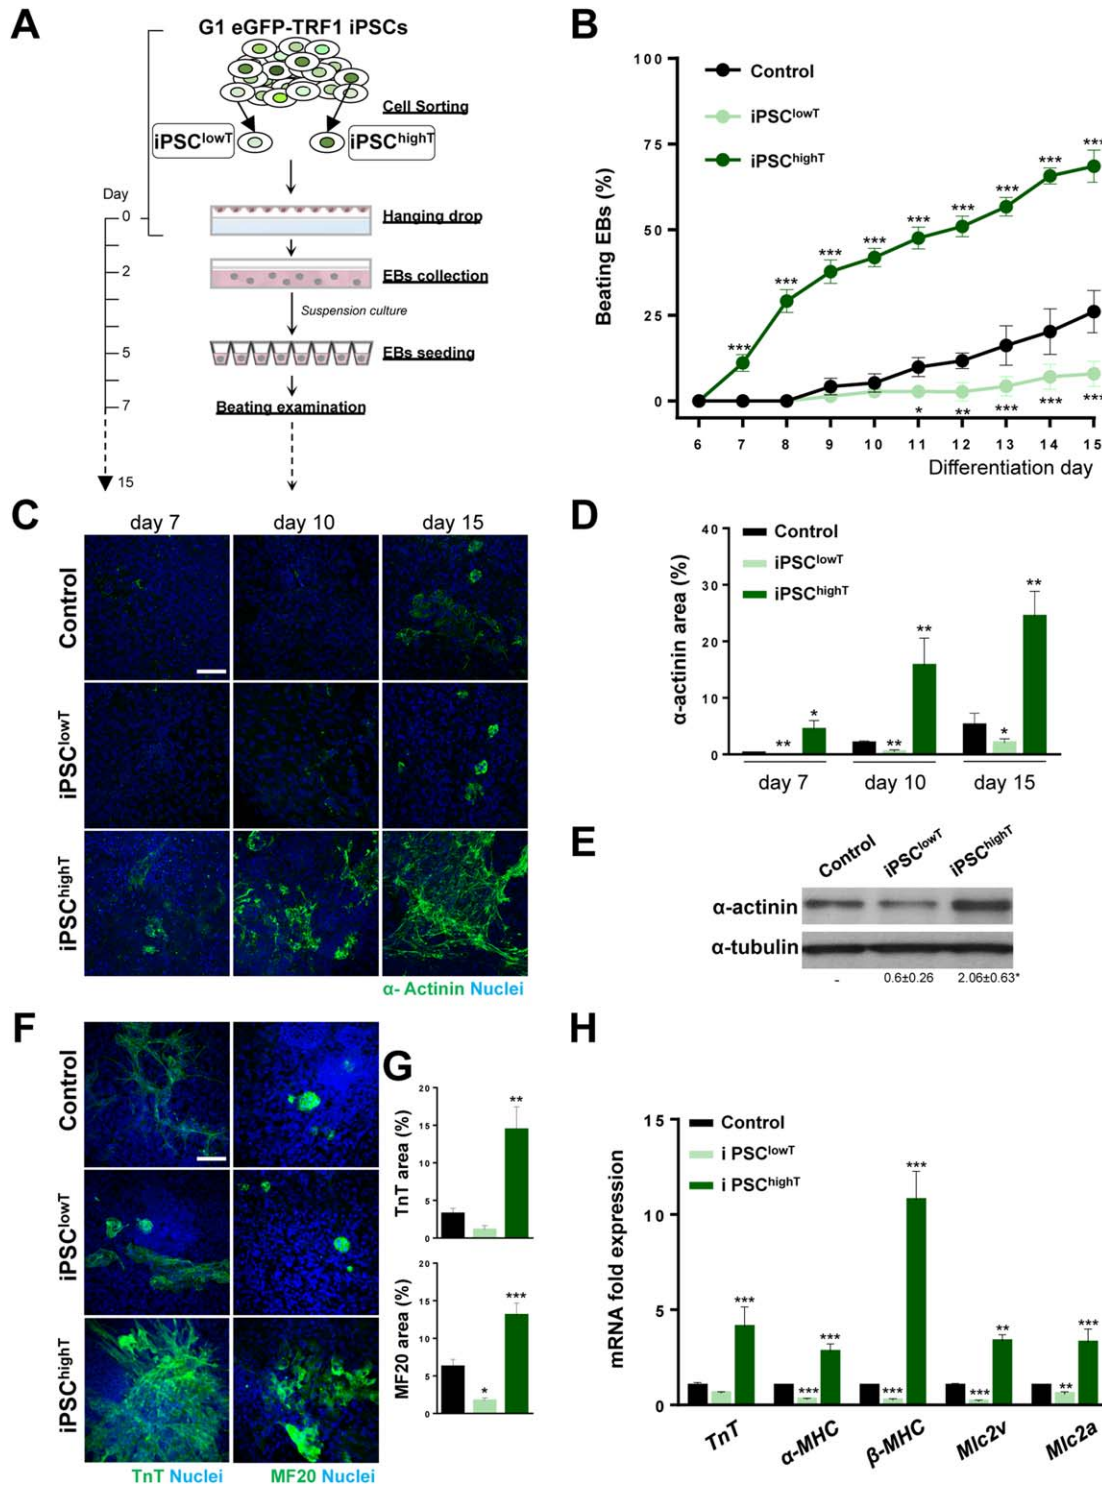 A
G1 eGFP-TRF1 iPSCs
Cell Sorting
iPSClowT
iPSChighT
Day
0
Hanging drop
2
EBs collection
Suspension culture
5
EBs seeding
7
Beating examination
15
B
Beating EBs (%)
100
75
50
25
0
Control
iPSClowT
iPSChighT
*** *** *** *** *** *** *** *** ***
* ** *** *** ***
6 7 8 9 10 11 12 13 14 15
Differentiation day
C
day 7 day 10 day 15
Control
iPSClowT
iPSChighT
α- Actinin Nuclei
D
α-actinin area (%)
40
30
20
10
0
Control
iPSClowT
iPSChighT
** * ** ** * **
day 7 day 10 day 15
E
Control iPSClowT iPSChighT
α-actinin
α-tubulin
- 0.6±0.26 2.06±0.63*
F
Control
iPSClowT
iPSChighT
TnT Nuclei MF20 Nuclei
G
TnT area (%)
20
15
10
5
0
**
MF20 area (%)
20
15
10
5
0
* ***
H
mRNA fold expression
15
10
5
0
Control
i PSClowT
i PSChighT
*** *** *** *** *** *** ** ** ***
TnT α-MHC β-MHC Mlc2v Mlc2a